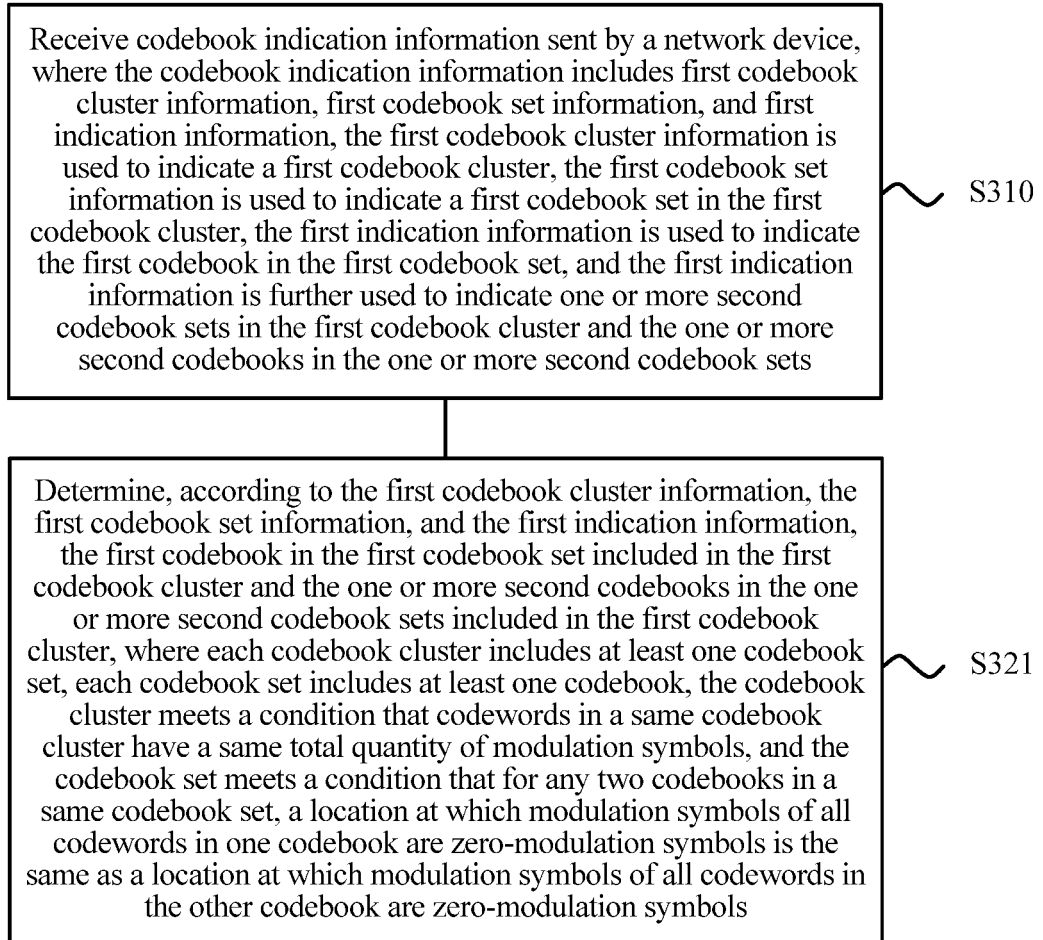 Receive codebook indication information sent by a network device,
where the codebook indication information includes first codebook
cluster information, first codebook set information, and first
indication information, the first codebook cluster information is
used to indicate a first codebook cluster, the first codebook set
information is used to indicate a first codebook set in the first
codebook cluster, the first indication information is used to indicate
the first codebook in the first codebook set, and the first indication
information is further used to indicate one or more second
codebook sets in the first codebook cluster and the one or more
second codebooks in the one or more second codebook sets
S310
Determine, according to the first codebook cluster information, the
first codebook set information, and the first indication information,
the first codebook in the first codebook set included in the first
codebook cluster and the one or more second codebooks in the one
or more second codebook sets included in the first codebook
cluster, where each codebook cluster includes at least one codebook
set, each codebook set includes at least one codebook, the codebook
cluster meets a condition that codewords in a same codebook
cluster have a same total quantity of modulation symbols, and the
codebook set meets a condition that for any two codebooks in a
same codebook set, a location at which modulation symbols of all
codewords in one codebook are zero-modulation symbols is the
same as a location at which modulation symbols of all codewords in
the other codebook are zero-modulation symbols
S321